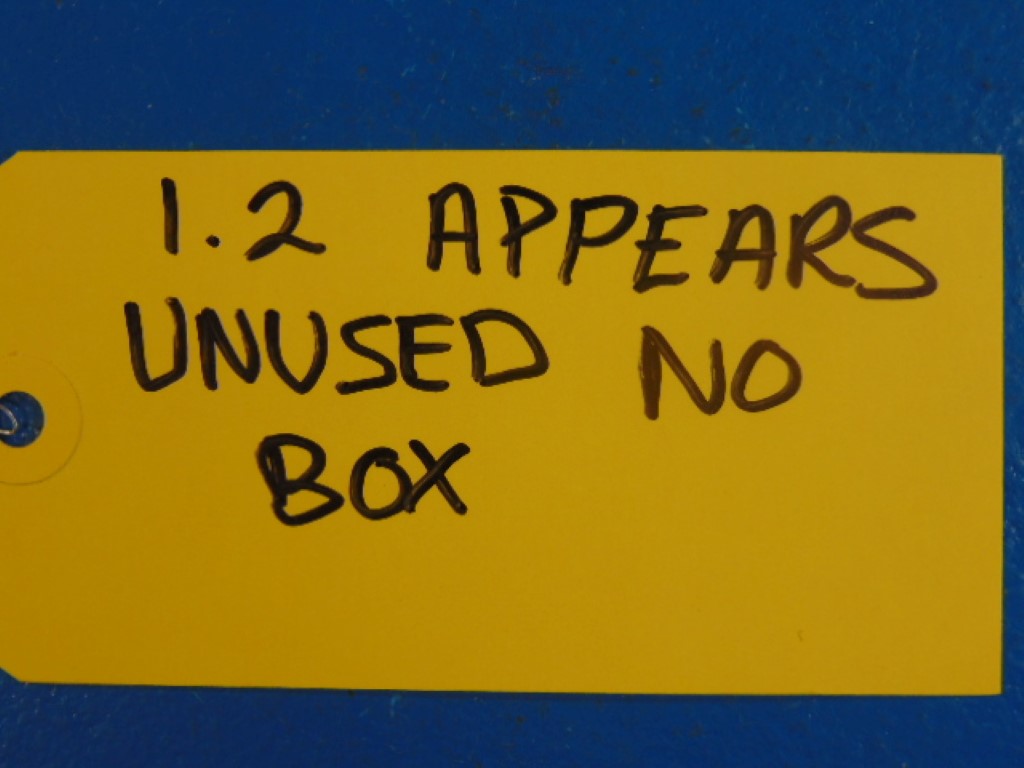 1.2 APPEARS
UNUSED NO
BOX